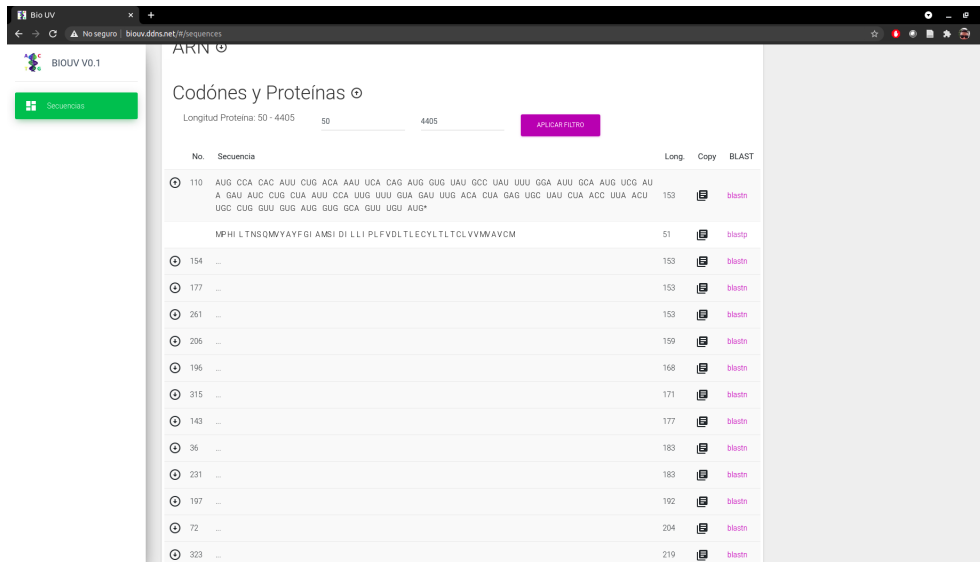 Bio UV
No seguro | biouv.ddns.net/#/sequences
BIOUV V0.1
Secuencias
ARN
Codónes y Proteínas
Longitud Proteína: 50 - 4405 50 4405 APLICAR FILTRO
No. Secuencia Long. Copy BLAST
110 AUG CCA CAC AUU CUG ACA AAU UCA CAG AUG GUG UAU GCC UAU UUU GGA AUU GCA AUG UCG AU
A GAU AUC CUG CUA AUU CCA UUG UUU GUA GAU UUG ACA CUA GAG UGC UAU CUA ACC UUA ACU 153 blastn
UGC CUG GUU GUG AUG GUG GCA GUU UGU AUG*
MPHILTNSQMVYAYFGIAMSIDILLIPLFVDLTLECYLTLTCLVVMVAVCM 51 blastp
154 ... 153 blastn
177 ... 153 blastn
261 ... 153 blastn
206 ... 159 blastn
196 ... 168 blastn
315 ... 171 blastn
143 ... 177 blastn
36 ... 183 blastn
231 ... 183 blastn
197 ... 192 blastn
72 ... 204 blastn
323 ... 219 blastn